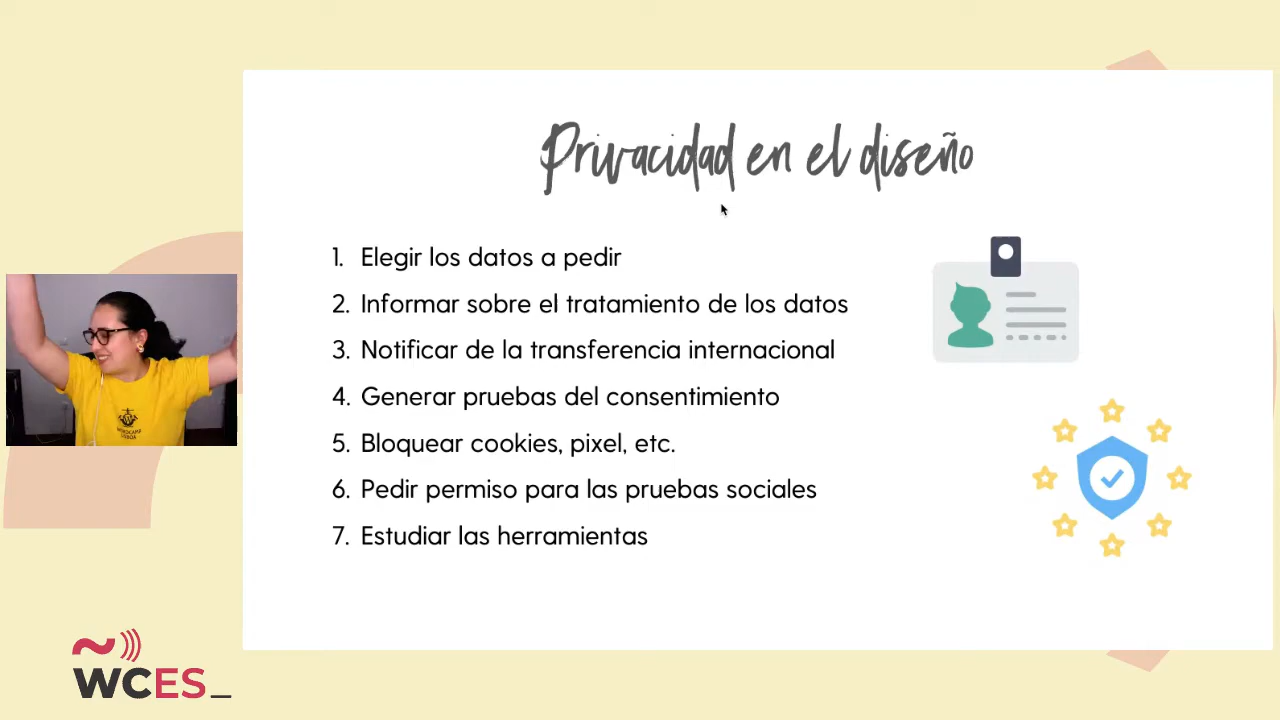 Privacidad en el diseño
1. Elegir los datos a pedir
2. Informar sobre el tratamiento de los datos
3. Notificar de la transferencia internacional
4. Generar pruebas del consentimiento
5. Bloquear cookies, pixel, etc.
6. Pedir permiso para las pruebas sociales
7. Estudiar las herramientas
WCES_